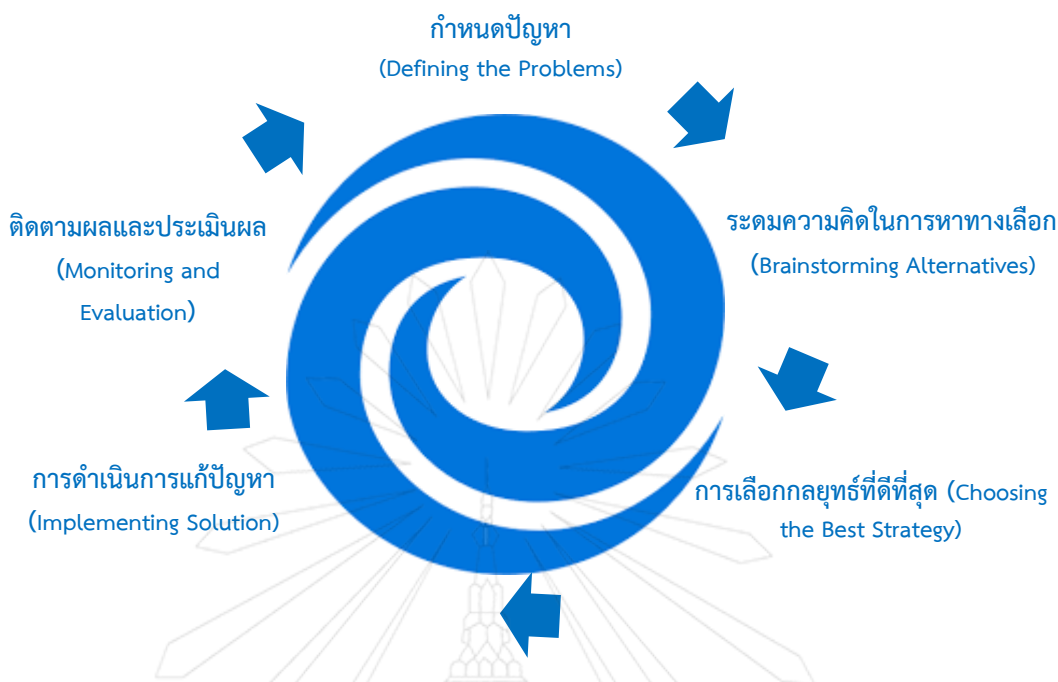 กำหนดปัญหา
(Defining the Problems)
ระดมความคิดในการหาทางเลือก
(Brainstorming Alternatives)
การเลือกกลยุทธ์ที่ดีที่สุด (Choosing
the Best Strategy)
การดำเนินการแก้ปัญหา
(Implementing Solution)
ติดตามผลและประเมินผล
(Monitoring and
Evaluation)